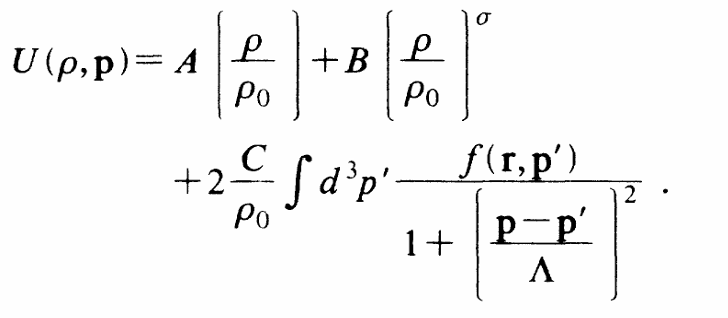 U(ρ,p) = A [ρ/ρ₀] + B [ρ/ρ₀]^σ
+ 2 C/ρ₀ ∫ d³p′ f(r,p′) / (1 + [(p−p′)/Λ]²) .